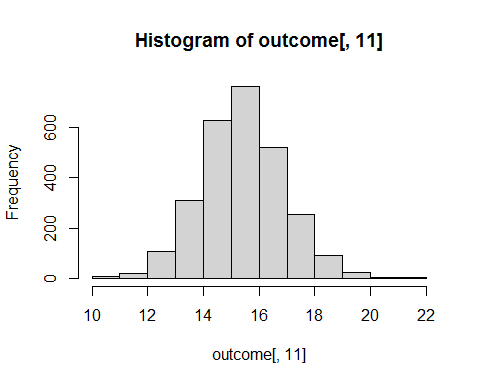 Histogram of outcome[, 11]
Frequency
600
400
200
0
10 12 14 16 18 20 22
outcome[, 11]